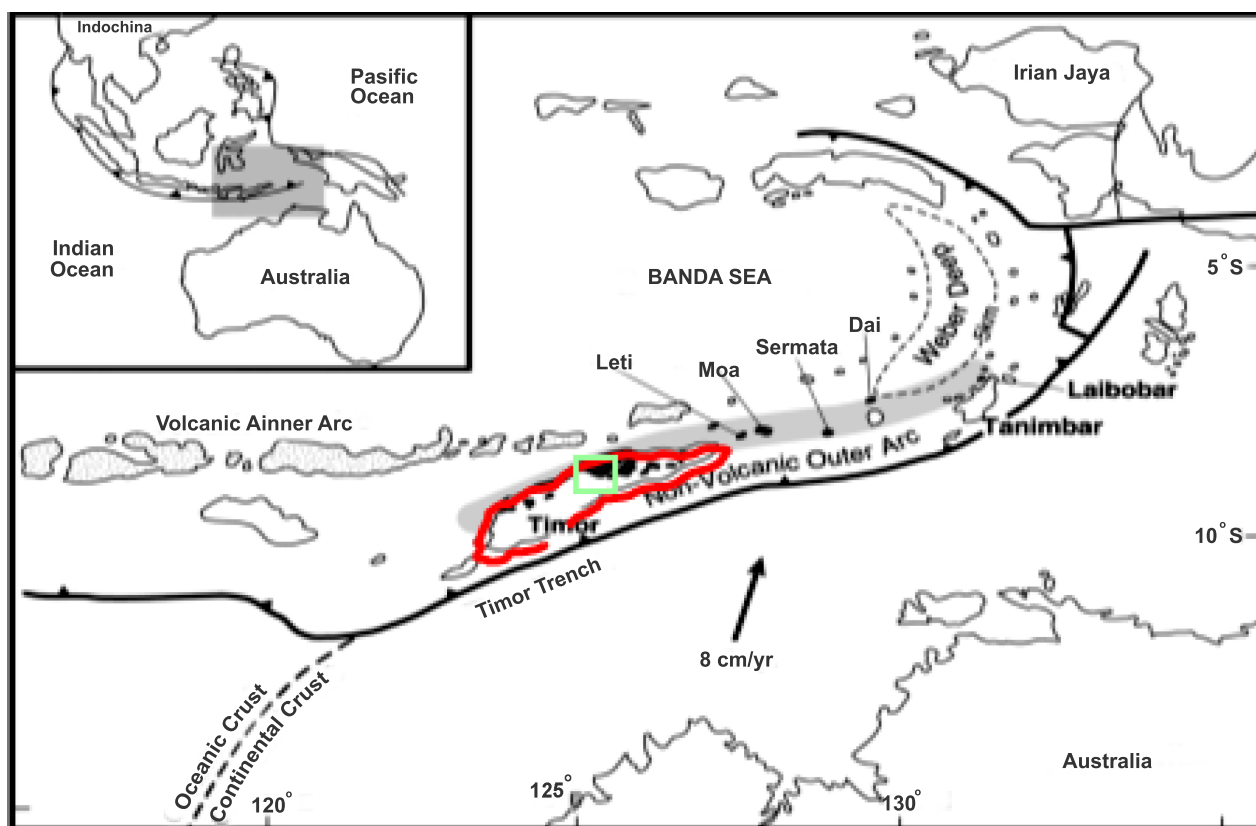 Indochina
Pasific
Ocean
Indian
Ocean
Australia
Irian Jaya
5°S
BANDA SEA
Weber Deep
5km
Dai
Sermata
Moa
Leti
Laibobar
Tanimbar
Volcanic Ainner Arc
Non-Volcanic Outer Arc
Timor
10°S
Timor Trench
8 cm/yr
Oceanic Crust
Continental Crust
Australia
120°
125°
130°